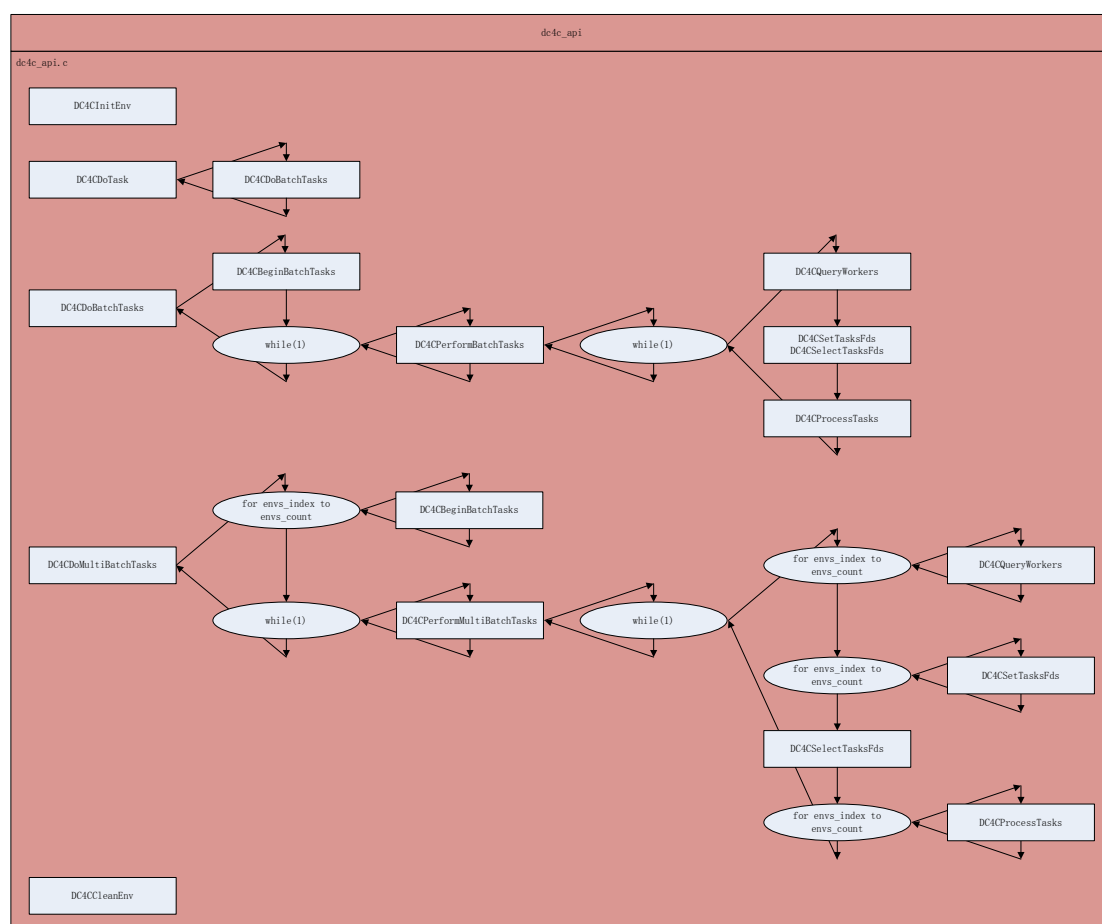 dc4c_api
dc4c_api.c
DC4CInitEnv
DC4CDoTask
DC4CDoBatchTasks
DC4CDoBatchTasks
DC4CBeginBatchTasks
while(1)
DC4CPerformBatchTasks
while(1)
DC4CQueryWorkers
DC4CSetTasksFds
DC4CSelectTasksFds
DC4CProcessTasks
DC4CDoMultiBatchTasks
for envs_index to
envs_count
DC4CBeginBatchTasks
while(1)
DC4CPerformMultiBatchTasks
while(1)
for envs_index to
envs_count
DC4CQueryWorkers
for envs_index to
envs_count
DC4CSetTasksFds
DC4CSelectTasksFds
for envs_index to
envs_count
DC4CProcessTasks
DC4CCleanEnv